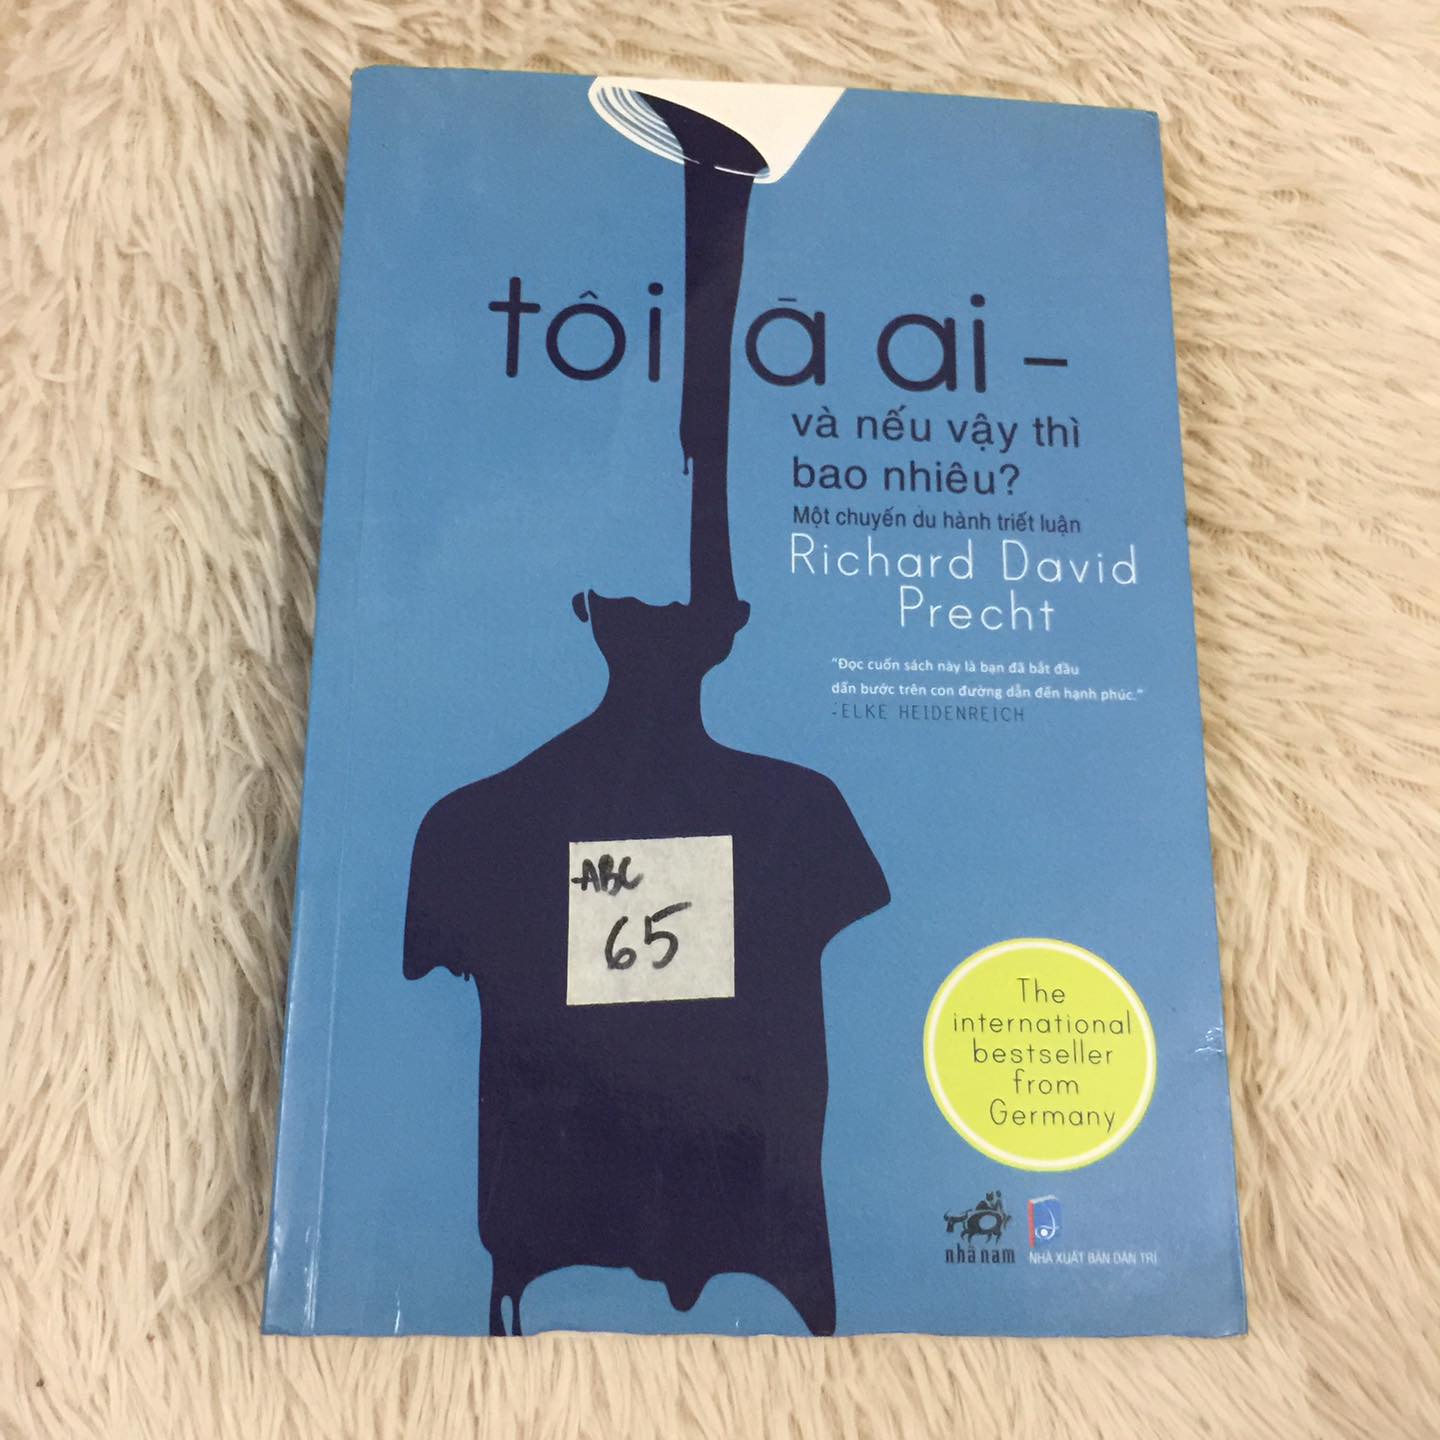 tôi là ai –
và nếu vậy thì
bao nhiêu?
Một chuyến du hành triết luận
Richard David
Precht
"Đọc cuốn sách này là bạn đã bắt đầu
dấn bước trên con đường dẫn đến hạnh phúc."
-ELKE HEIDENREICH
ABC
65
The
international
bestseller
from
Germany
nhã nam
NHÀ XUẤT BẢN DÂN TRÍ